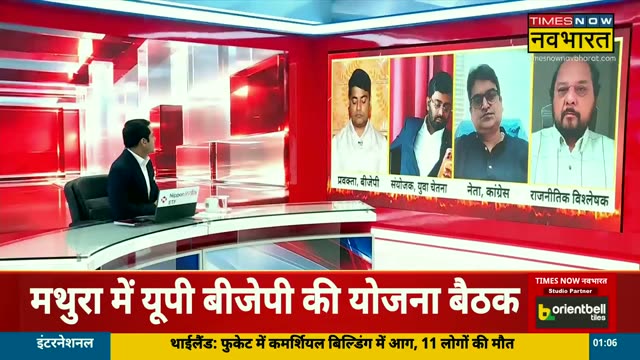 TIMES NOW
नवभारत
timesnownavbharat.com
प्रवक्ता, बीजेपी
संयोजक, युवा चेतना
नेता, कांग्रेस
राजनीतिक विश्लेषक
मथुरा में यूपी बीजेपी की योजना बैठक
TIMES NOW नवभारत
Studio Partner
orientbell
tiles
इंटरनेशनल
थाईलैंड: फुकेट में कमर्शियल बिल्डिंग में आग, 11 लोगों की मौत
01:06